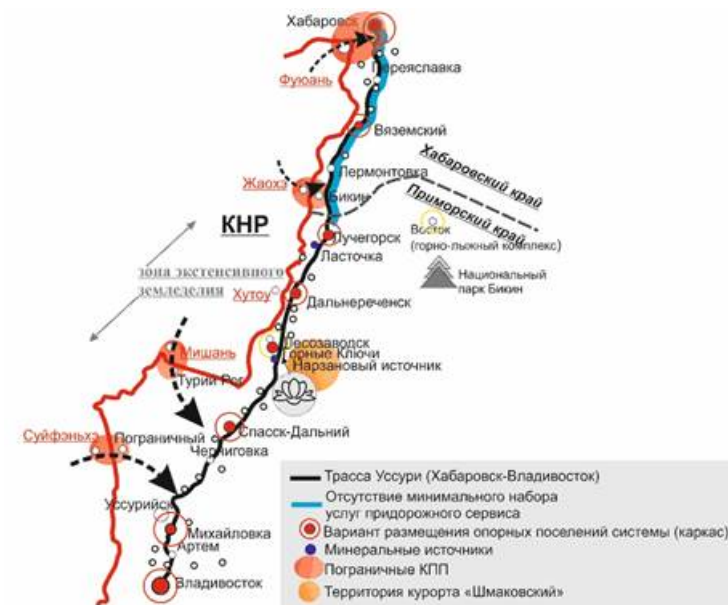 Хабаровск
Переяславка
Фуюань
Вяземский
Хабаровский край
Лермонтовка
Жаохэ
Бикин
Приморский край
КНР
Восток
(горно-лыжный комплекс)
Лучегорск
Ласточка
Национальный
парк Бикин
зона экстенсивного
земледелия
Хутоу
Дальнереченск
Лесозаводск
Мишань
Горные Ключи
Нарзановый источник
Турий Рог
Суйфэньхэ
Пограничный
Спасск-Дальний
Черниговка
Уссурийск
Михайловка
Артем
Владивосток
Трасса Уссури (Хабаровск-Владивосток)
Отсутствие минимального набора
услуг придорожного сервиса
Вариант размещения опорных поселений системы (каркас)
Минеральные источники
Пограничные КПП
Территория курорта «Шмаковский»